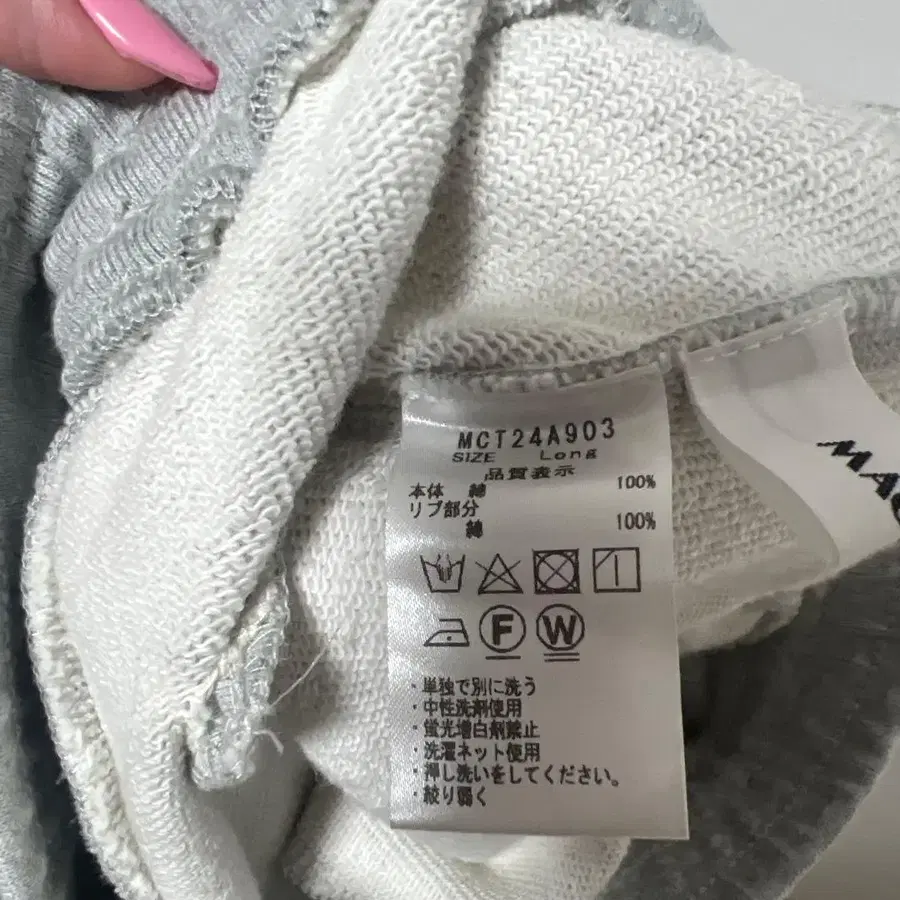 MCT24A903
SIZE Long
品質表示
本体 綿 100%
リブ部分
綿 100%
F W
・単独で別に洗う
・中性洗剤使用
・蛍光増白剤禁止
・洗濯ネット使用
・押し洗いをしてください。
・絞り弱く